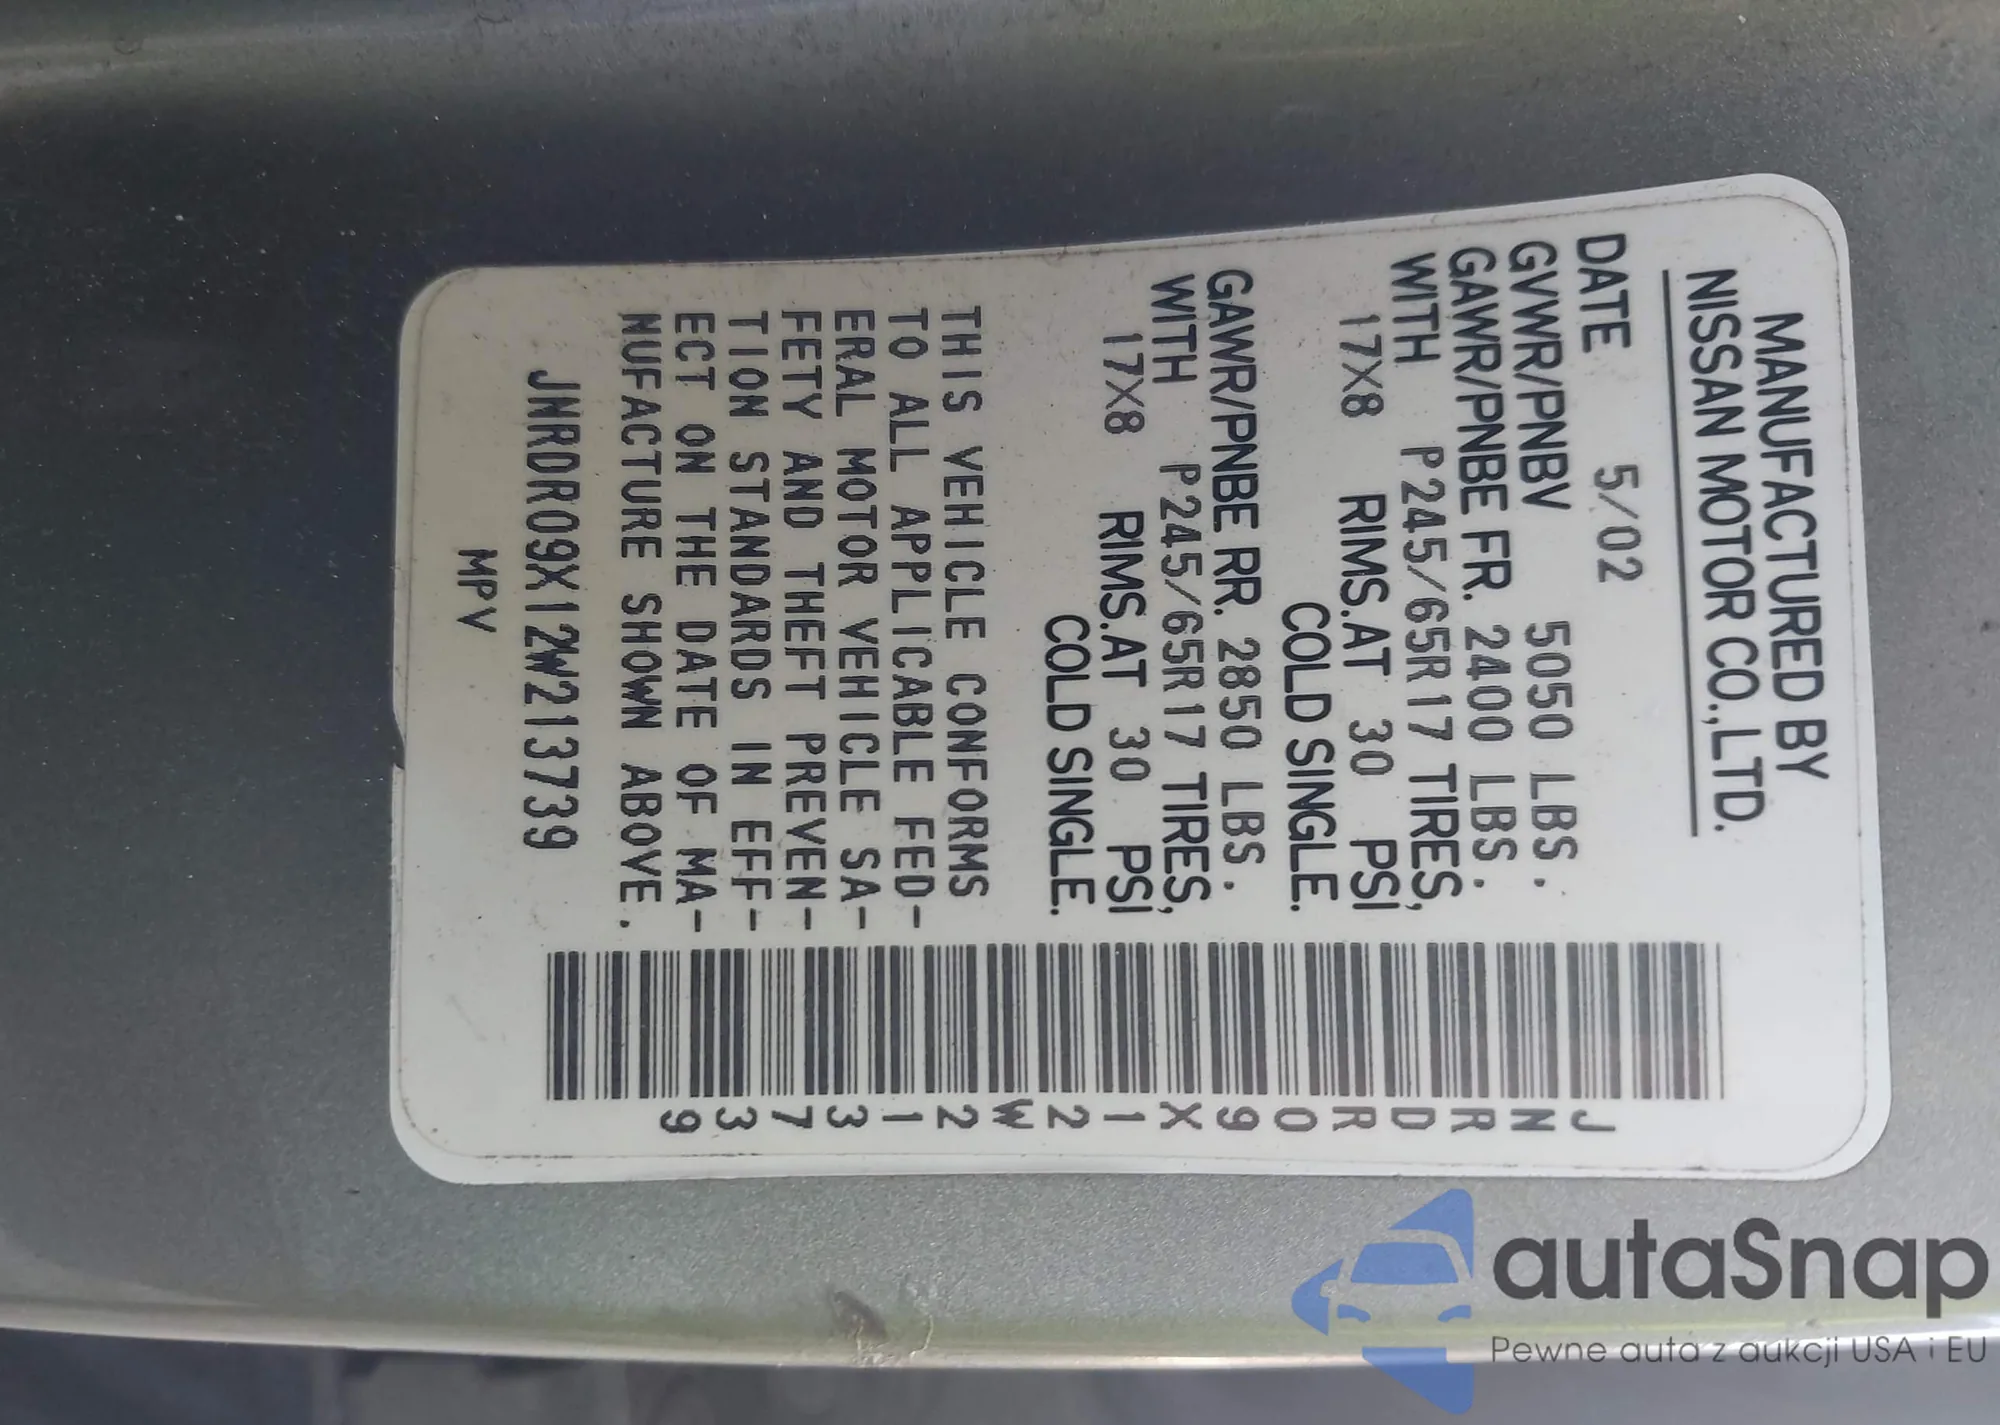 MANUFACTURED BY
NISSAN MOTOR CO.,LTD.
DATE 5/02
GVWR/PNBV 5050 LBS.
GAWR/PNBE FR. 2400 LBS.
WITH P245/65R17 TIRES,
17X8 RIMS.AT 30 PSI
COLD SINGLE.
GAWR/PNBE RR. 2850 LBS.
WITH P245/65R17 TIRES,
17X8 RIMS.AT 30 PSI
COLD SINGLE.
THIS VEHICLE CONFORMS
TO ALL APPLICABLE FED-
ERAL MOTOR VEHICLE SA-
FETY AND THEFT PREVEN-
TION STANDARDS IN EFF-
ECT ON THE DATE OF MA-
NUFACTURE SHOWN ABOVE.
JNRDR09X12W213739
MPV
JNRDR09X12W213739
autaSnap
Pewne auta z aukcji USA i EU